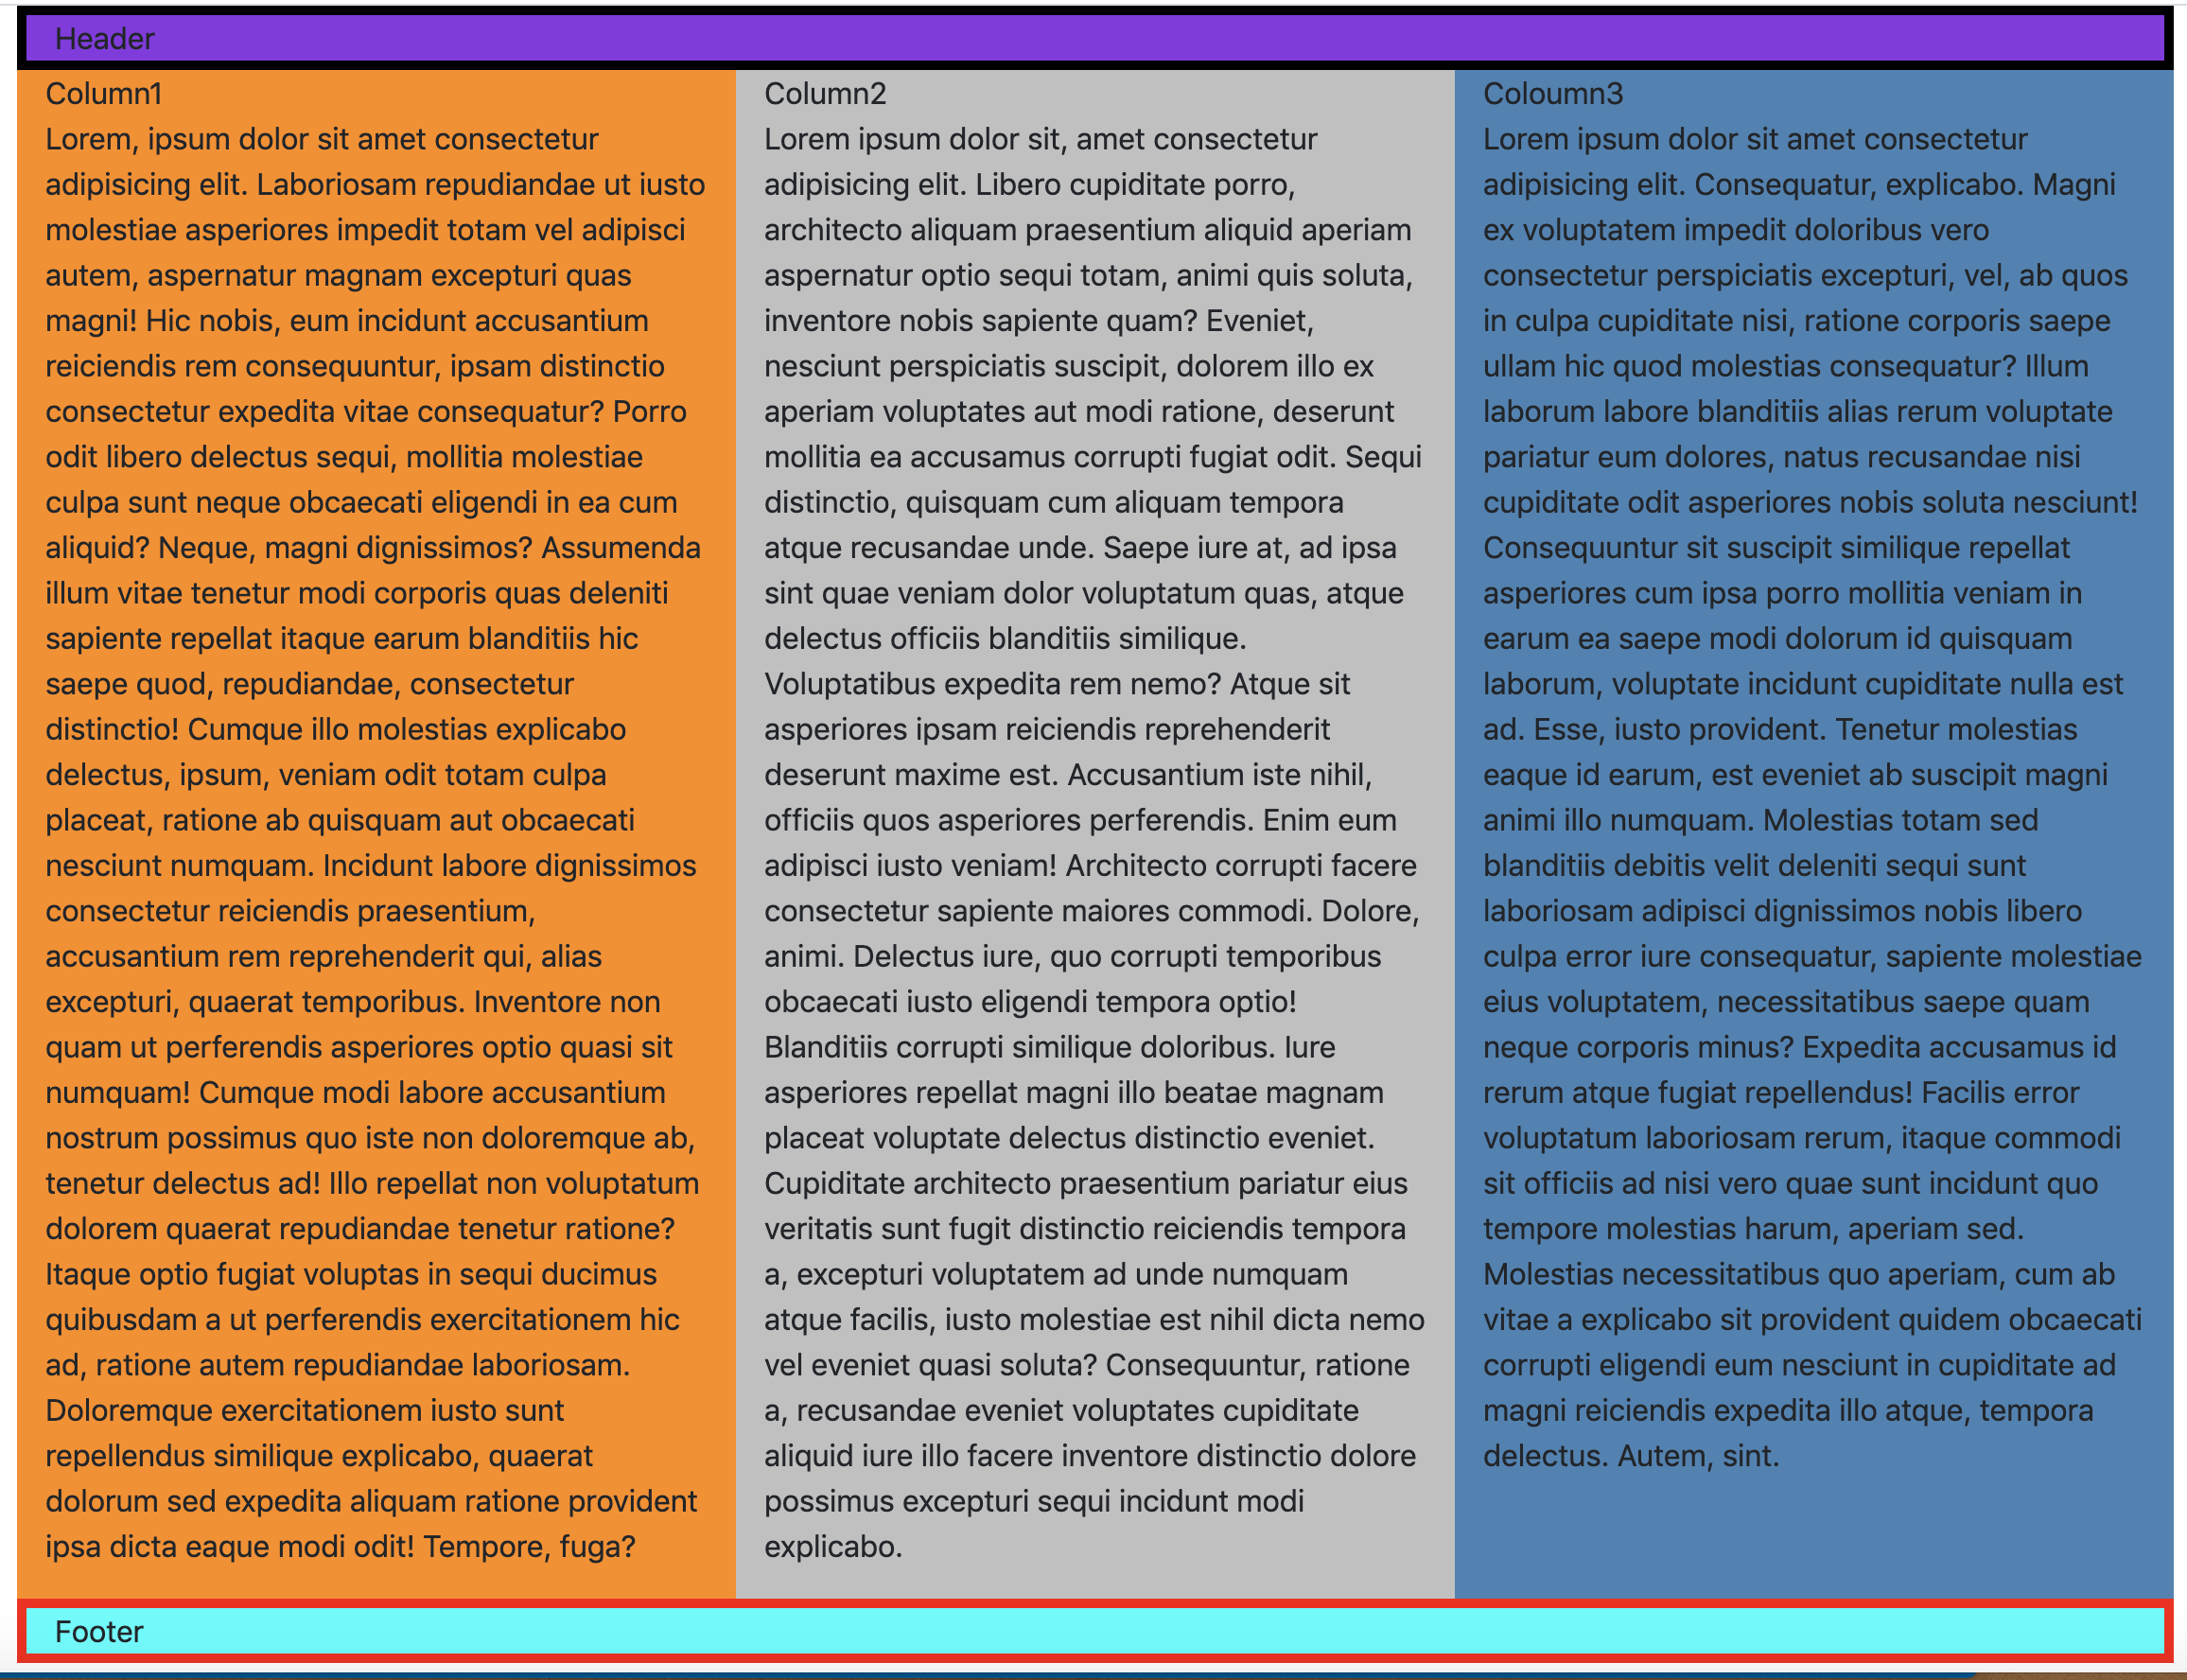 Header
Column1
Lorem, ipsum dolor sit amet consectetur
adipisicing elit. Laboriosam repudiandae ut iusto
molestiae asperiores impedit totam vel adipisci
autem, aspernatur magnam excepturi quas
magni! Hic nobis, eum incidunt accusantium
reiciendis rem consequuntur, ipsam distinctio
consectetur expedita vitae consequatur? Porro
odit libero delectus sequi, mollitia molestiae
culpa sunt neque obcaecati eligendi in ea cum
aliquid? Neque, magni dignissimos? Assumenda
illum vitae tenetur modi corporis quas deleniti
sapiente repellat itaque earum blanditiis hic
saepe quod, repudiandae, consectetur
distinctio! Cumque illo molestias explicabo
delectus, ipsum, veniam odit totam culpa
placeat, ratione ab quisquam aut obcaecati
nesciunt numquam. Incidunt labore dignissimos
consectetur reiciendis praesentium,
accusantium rem reprehenderit qui, alias
excepturi, quaerat temporibus. Inventore non
quam ut perferendis asperiores optio quasi sit
numquam! Cumque modi labore accusantium
nostrum possimus quo iste non doloremque ab,
tenetur delectus ad! Illo repellat non voluptatum
dolorem quaerat repudiandae tenetur ratione?
Itaque optio fugiat voluptas in sequi ducimus
quibusdam a ut perferendis exercitationem hic
ad, ratione autem repudiandae laboriosam.
Doloremque exercitationem iusto sunt
repellendus similique explicabo, quaerat
dolorum sed expedita aliquam ratione provident
ipsa dicta eaque modi odit! Tempore, fuga?
Column2
Lorem ipsum dolor sit, amet consectetur
adipisicing elit. Libero cupiditate porro,
architecto aliquam praesentium aliquid aperiam
aspernatur optio sequi totam, animi quis soluta,
inventore nobis sapiente quam? Eveniet,
nesciunt perspiciatis suscipit, dolorem illo ex
aperiam voluptates aut modi ratione, deserunt
mollitia ea accusamus corrupti fugiat odit. Sequi
distinctio, quisquam cum aliquam tempora
atque recusandae unde. Saepe iure at, ad ipsa
sint quae veniam dolor voluptatum quas, atque
delectus officiis blanditiis similique.
Voluptatibus expedita rem nemo? Atque sit
asperiores ipsam reiciendis reprehenderit
deserunt maxime est. Accusantium iste nihil,
officiis quos asperiores perferendis. Enim eum
adipisci iusto veniam! Architecto corrupti facere
consectetur sapiente maiores commodi. Dolore,
animi. Delectus iure, quo corrupti temporibus
obcaecati iusto eligendi tempora optio!
Blanditiis corrupti similique doloribus. Iure
asperiores repellat magni illo beatae magnam
placeat voluptate delectus distinctio eveniet.
Cupiditate architecto praesentium pariatur eius
veritatis sunt fugit distinctio reiciendis tempora
a, excepturi voluptatem ad unde numquam
atque facilis, iusto molestiae est nihil dicta nemo
vel eveniet quasi soluta? Consequuntur, ratione
a, recusandae eveniet voluptates cupiditate
aliquid iure illo facere inventore distinctio dolore
possimus excepturi sequi incidunt modi
explicabo.
Coloumn3
Lorem ipsum dolor sit amet consectetur
adipisicing elit. Consequatur, explicabo. Magni
ex voluptatem impedit doloribus vero
consectetur perspiciatis excepturi, vel, ab quos
in culpa cupiditate nisi, ratione corporis saepe
ullam hic quod molestias consequatur? Illum
laborum labore blanditiis alias rerum voluptate
pariatur eum dolores, natus recusandae nisi
cupiditate odit asperiores nobis soluta nesciunt!
Consequuntur sit suscipit similique repellat
asperiores cum ipsa porro mollitia veniam in
earum ea saepe modi dolorum id quisquam
laborum, voluptate incidunt cupiditate nulla est
ad. Esse, iusto provident. Tenetur molestias
eaque id earum, est eveniet ab suscipit magni
animi illo numquam. Molestias totam sed
blanditiis debitis velit deleniti sequi sunt
laboriosam adipisci dignissimos nobis libero
culpa error iure consequatur, sapiente molestiae
eius voluptatem, necessitatibus saepe quam
neque corporis minus? Expedita accusamus id
rerum atque fugiat repellendus! Facilis error
voluptatum laboriosam rerum, itaque commodi
sit officiis ad nisi vero quae sunt incidunt quo
tempore molestias harum, aperiam sed.
Molestias necessitatibus quo aperiam, cum ab
vitae a explicabo sit provident quidem obcaecati
corrupti eligendi eum nesciunt in cupiditate ad
magni reiciendis expedita illo atque, tempora
delectus. Autem, sint.
Footer